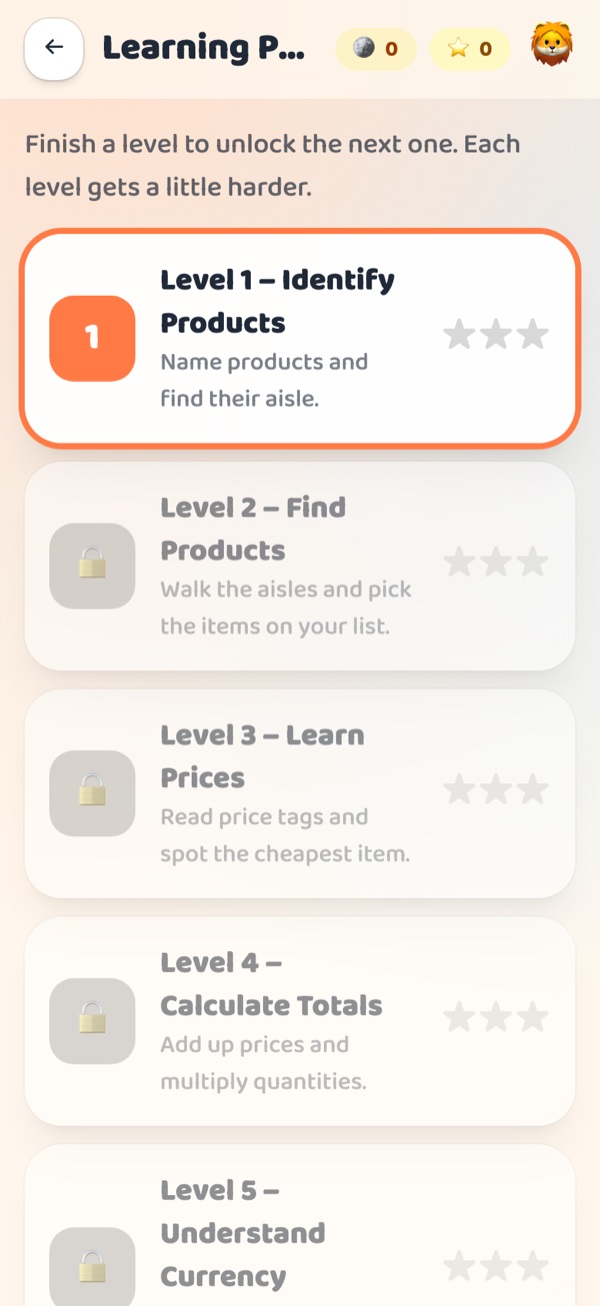 Learning P...
0
0
Finish a level to unlock the next one. Each
level gets a little harder.
1
Level 1 – Identify
Products
Name products and
find their aisle.
Level 2 – Find
Products
Walk the aisles and pick
the items on your list.
Level 3 – Learn
Prices
Read price tags and
spot the cheapest item.
Level 4 –
Calculate Totals
Add up prices and
multiply quantities.
Level 5 –
Understand
Currency